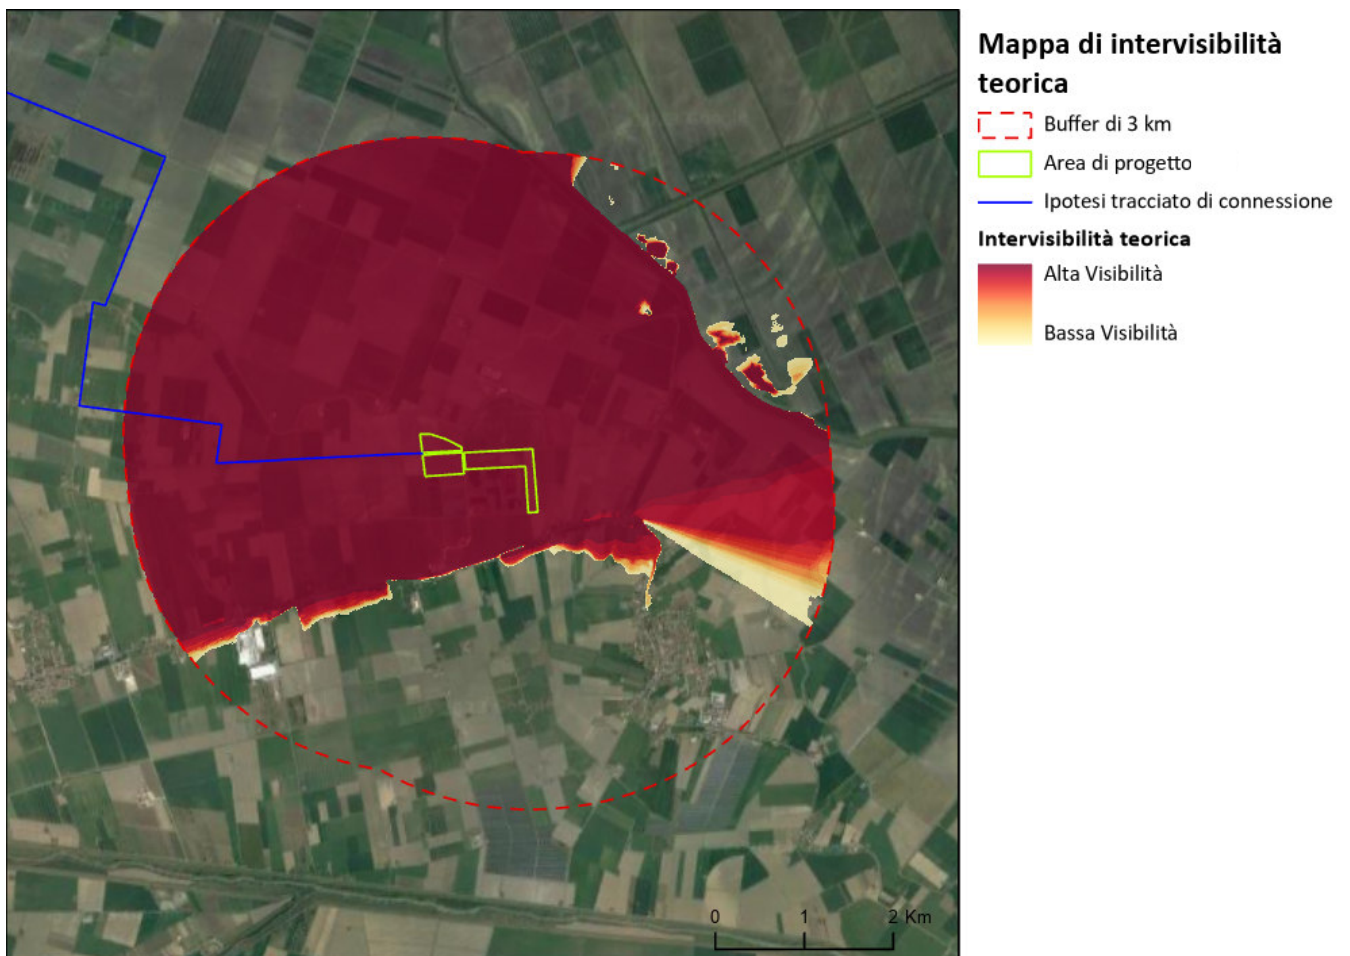 Mappa di intervisibilità
teorica
Buffer di 3 km
Area di progetto
Ipotesi tracciato di connessione
Intervisibilità teorica
Alta Visibilità
Bassa Visibilità
0 1 2 Km